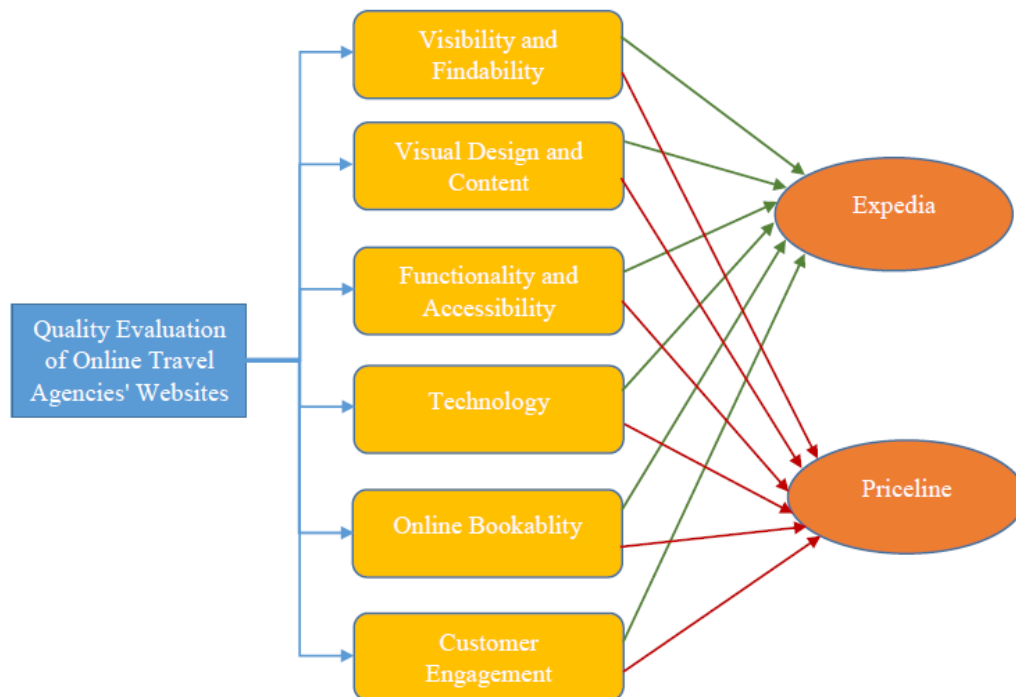 Visibility and
Findability
Visual Design and
Content
Expedia
Functionality and
Accessibility
Quality Evaluation
of Online Travel
Agencies' Websites
Technology
Priceline
Online Bookablity
Customer
Engagement